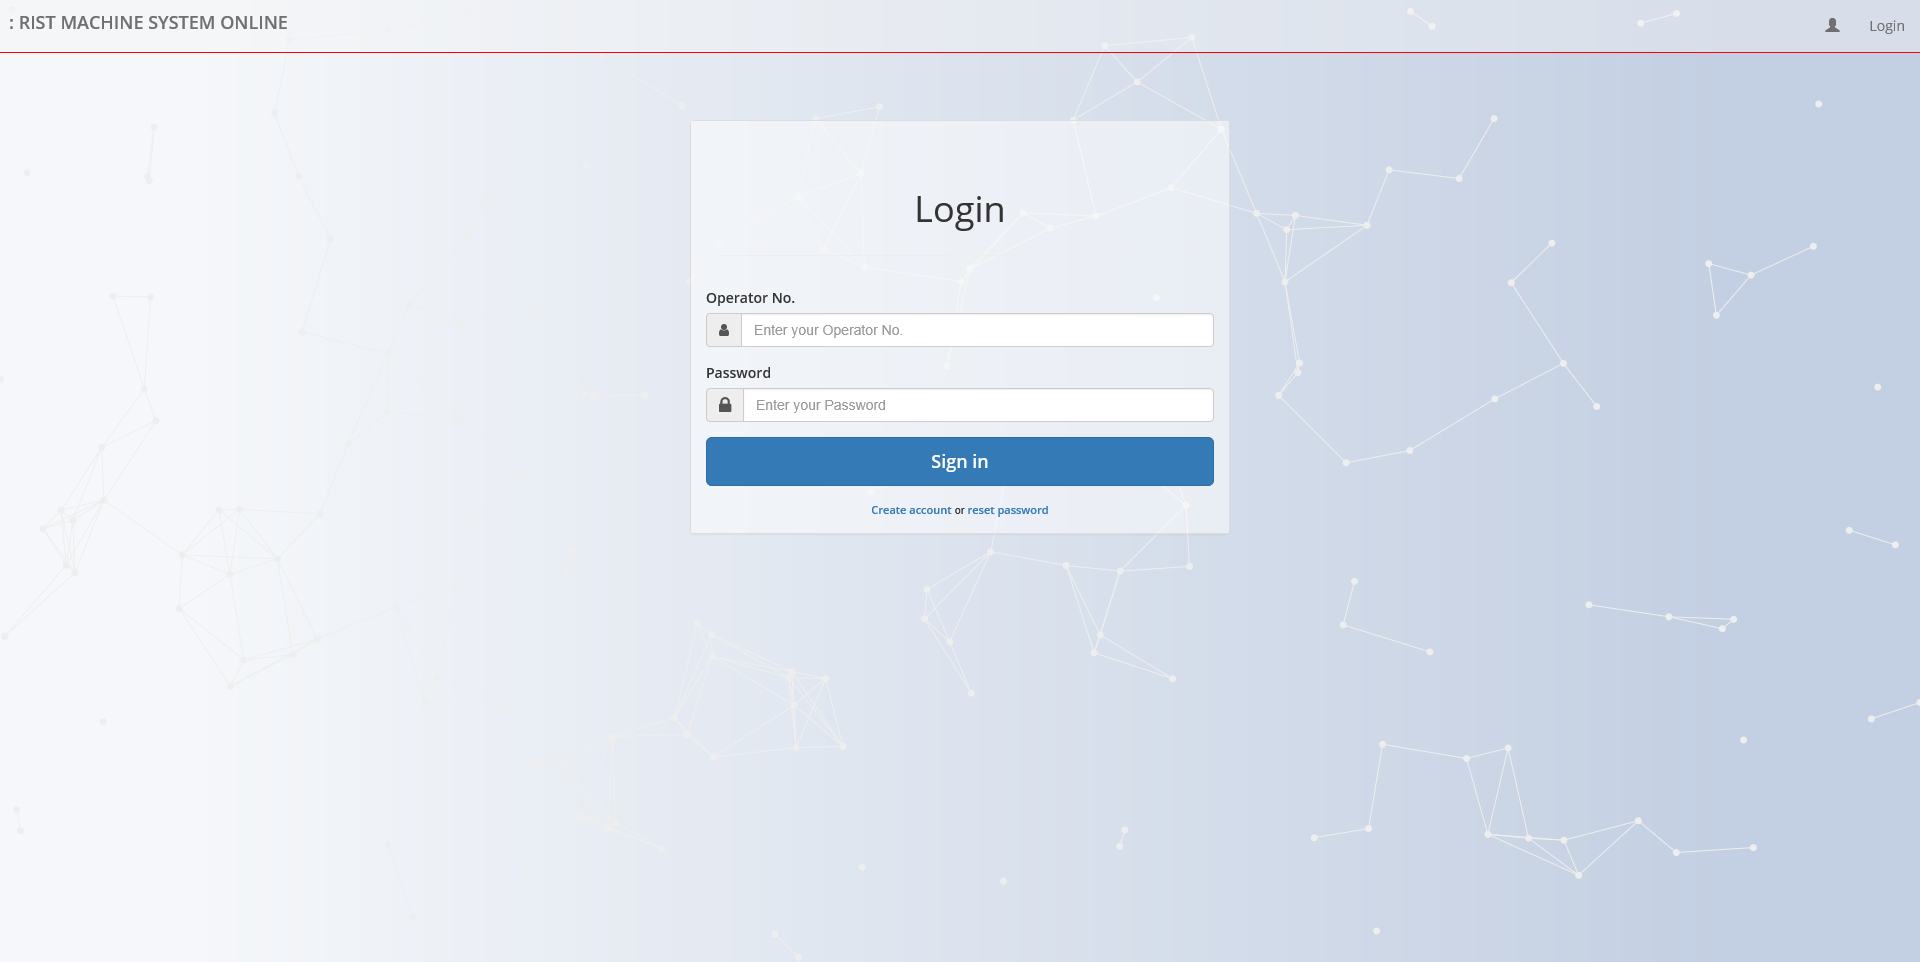 : RIST MACHINE SYSTEM ONLINE
Login
Login
Operator No.
Enter your Operator No.
Password
Enter your Password
Sign in
Create account or reset password